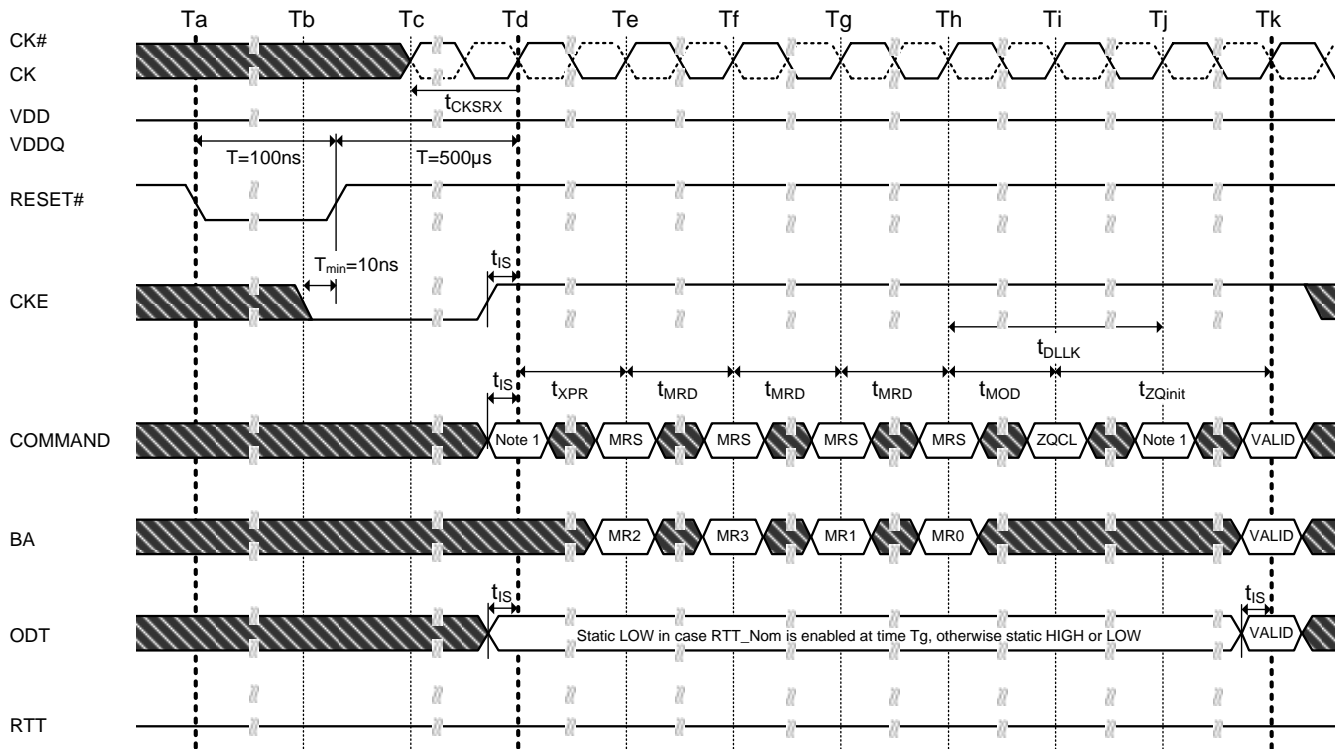 Ta Tb Tc Td Te Tf Tg Th Ti Tj Tk
CK#
CK
tCKSRX
VDD
VDDQ
T=100ns T=500µs
RESET#
Tmin=10ns tIS
CKE
tDLLK
tIS tXPR tMRD tMRD tMRD tMOD tZQinit
COMMAND Note 1 MRS MRS MRS MRS ZQCL Note 1 VALID
BA MR2 MR3 MR1 MR0 VALID
tIS tIS
ODT Static LOW in case RTT_Nom is enabled at time Tg, otherwise static HIGH or LOW VALID
RTT